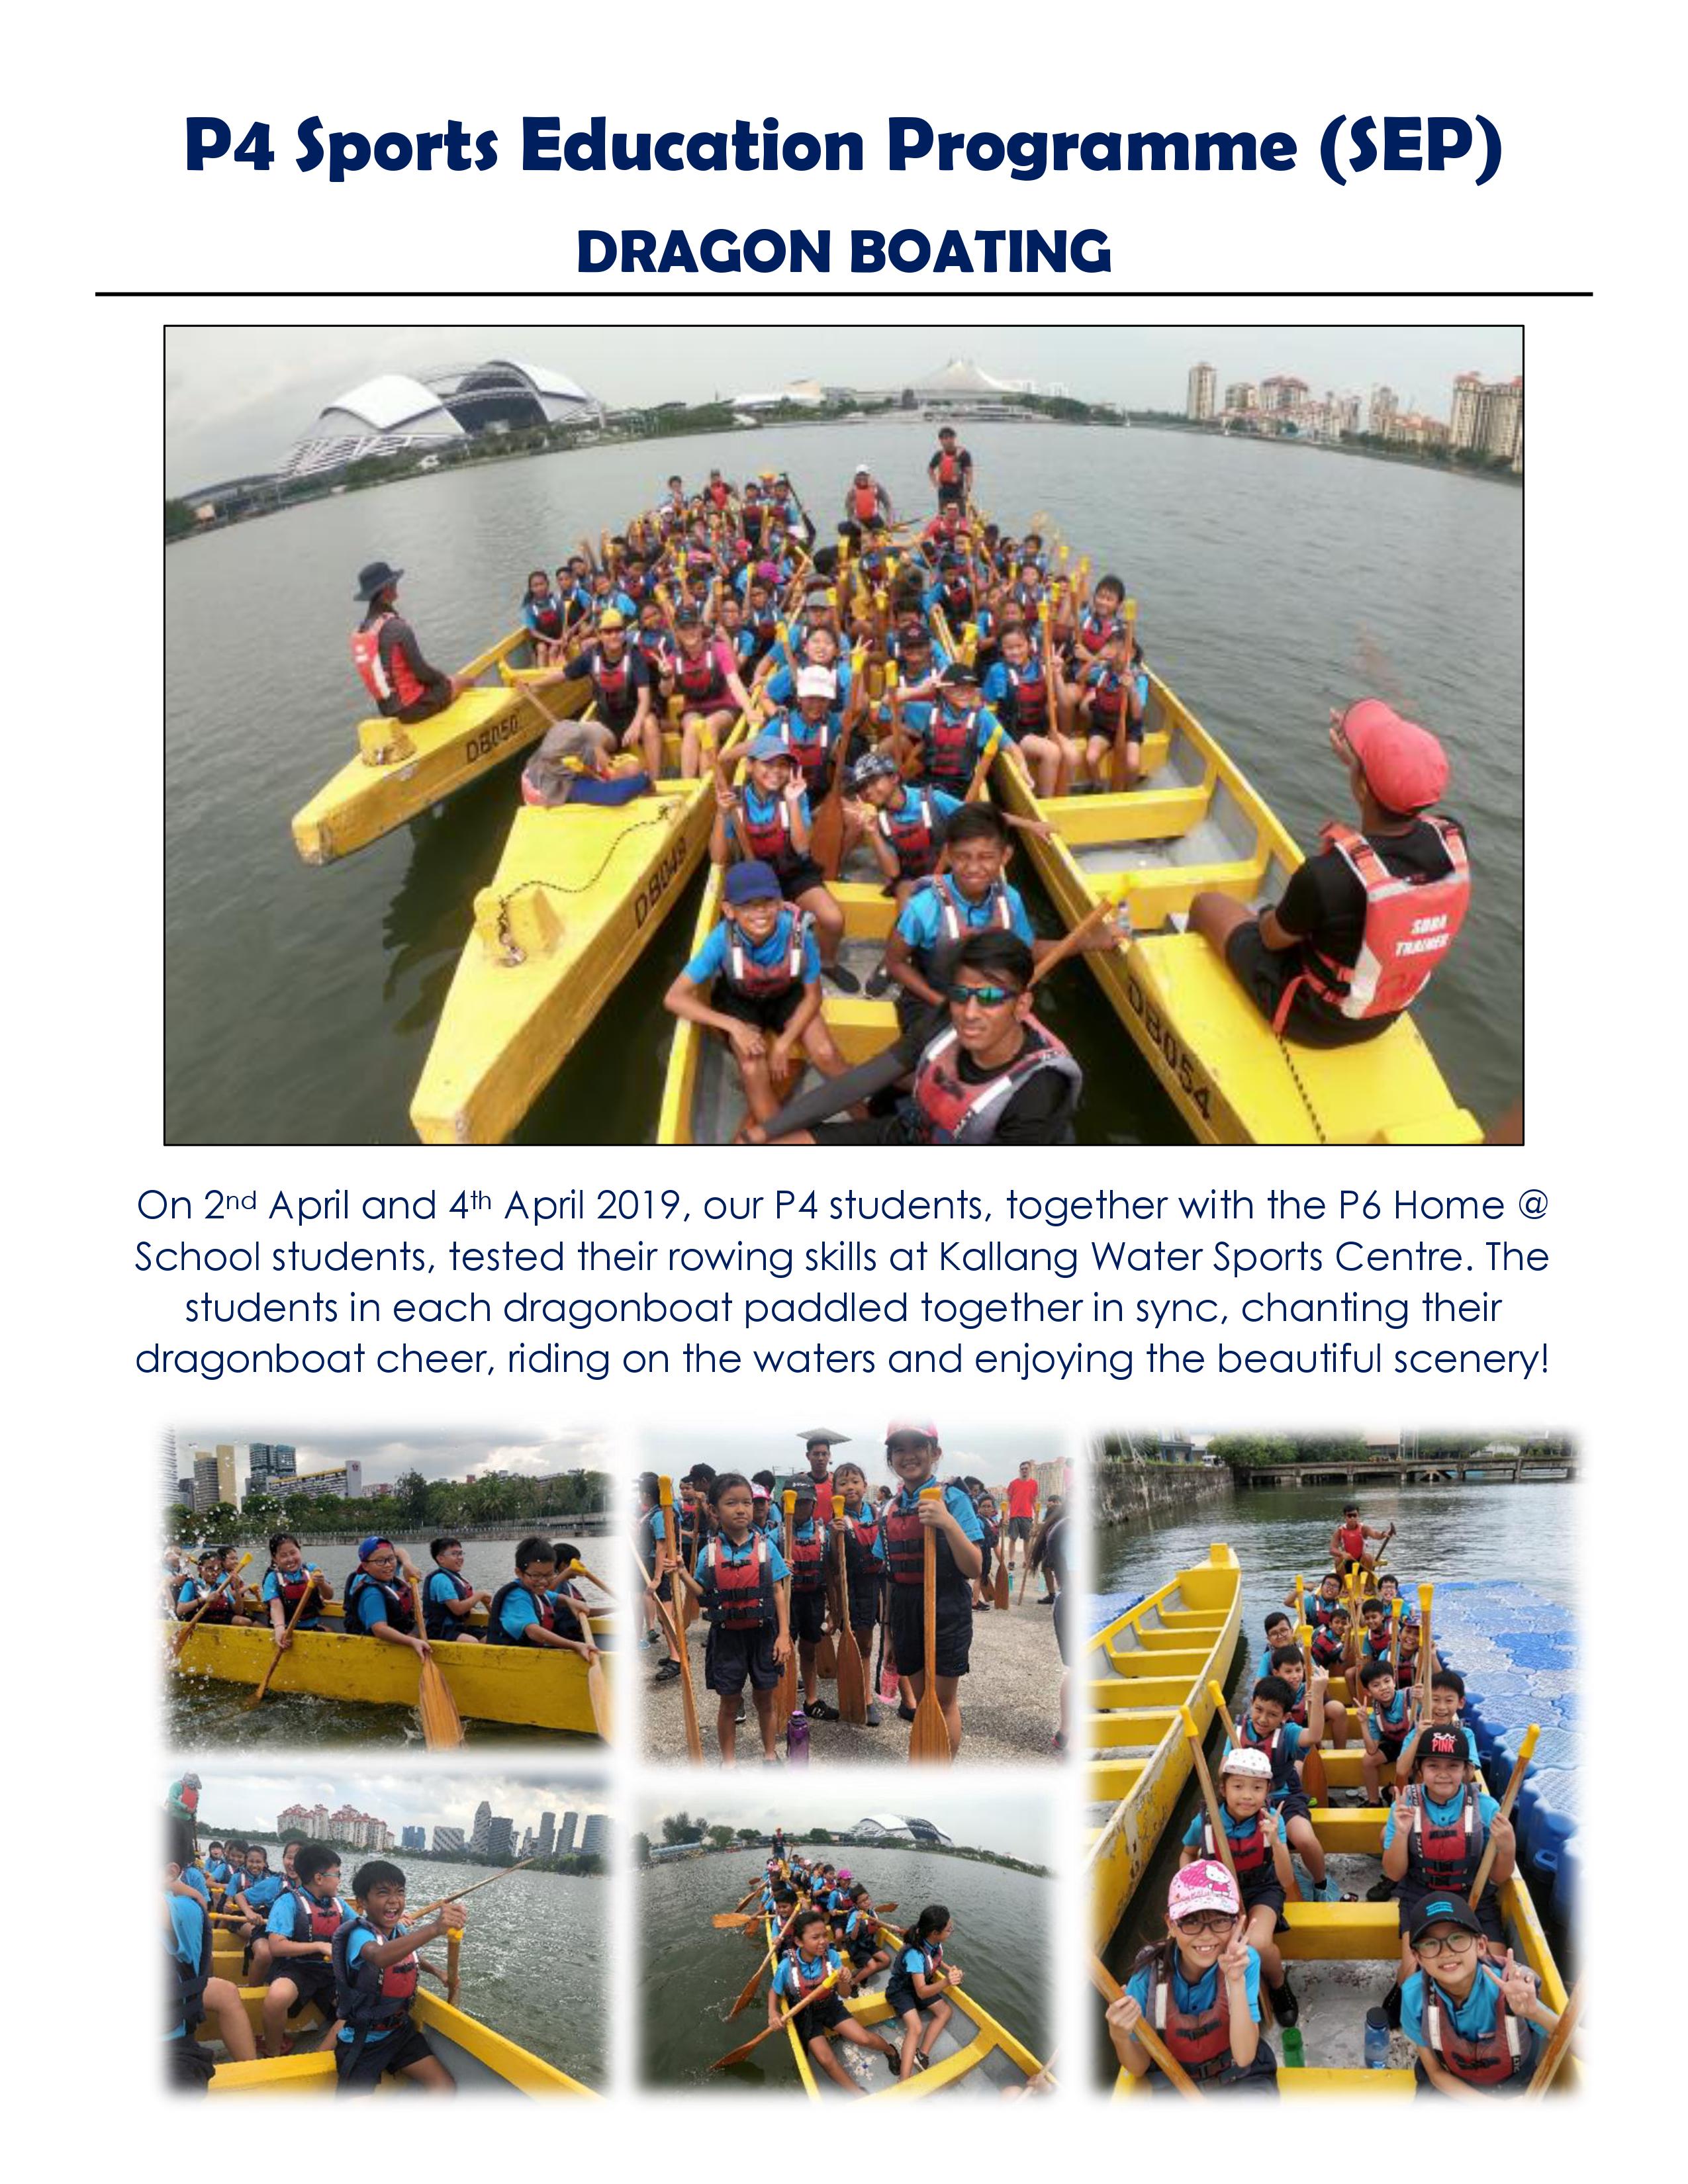 P4 Sports Education Programme (SEP)
DRAGON BOATING
DB050
DB049
DB054
SDBA
TRAINER
On 2nd April and 4th April 2019, our P4 students, together with the P6 Home @
School students, tested their rowing skills at Kallang Water Sports Centre. The
students in each dragonboat paddled together in sync, chanting their
dragonboat cheer, riding on the waters and enjoying the beautiful scenery!
PINK